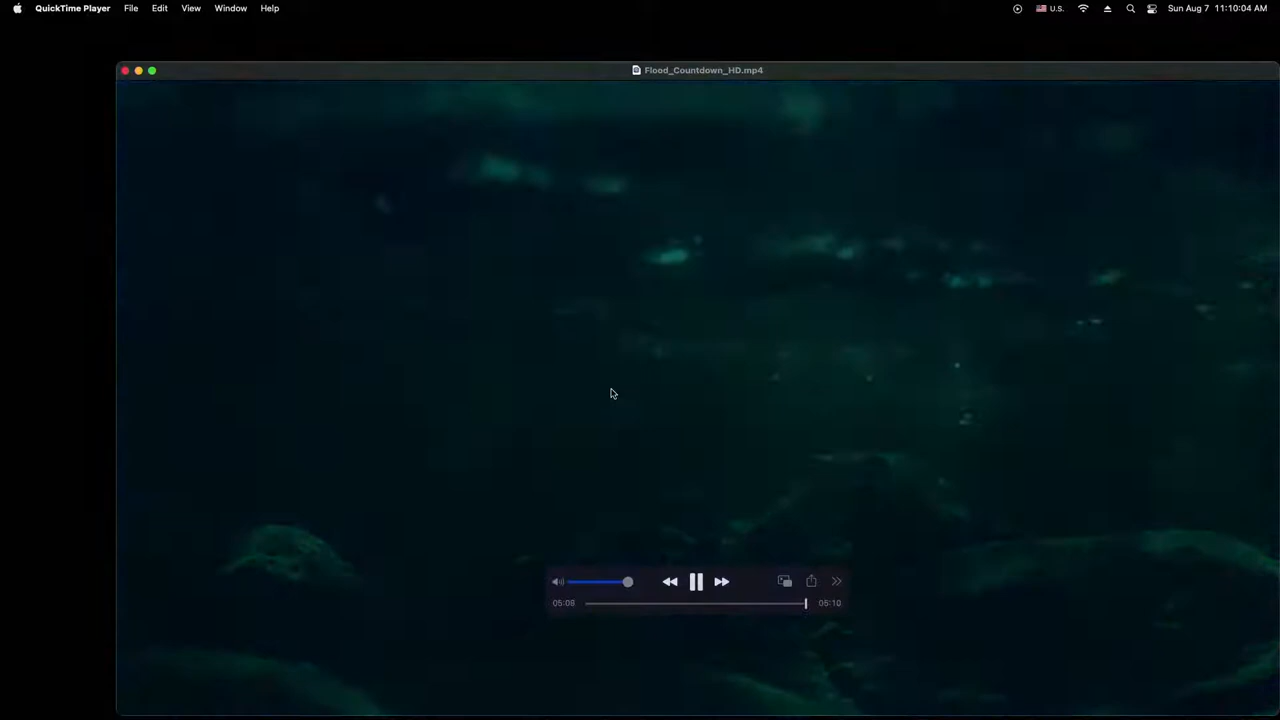 QuickTime Player File Edit View Window Help U.S. Sun Aug 7 11:10:04 AM
Flood_Countdown_HD.mp4
05:09 05:10